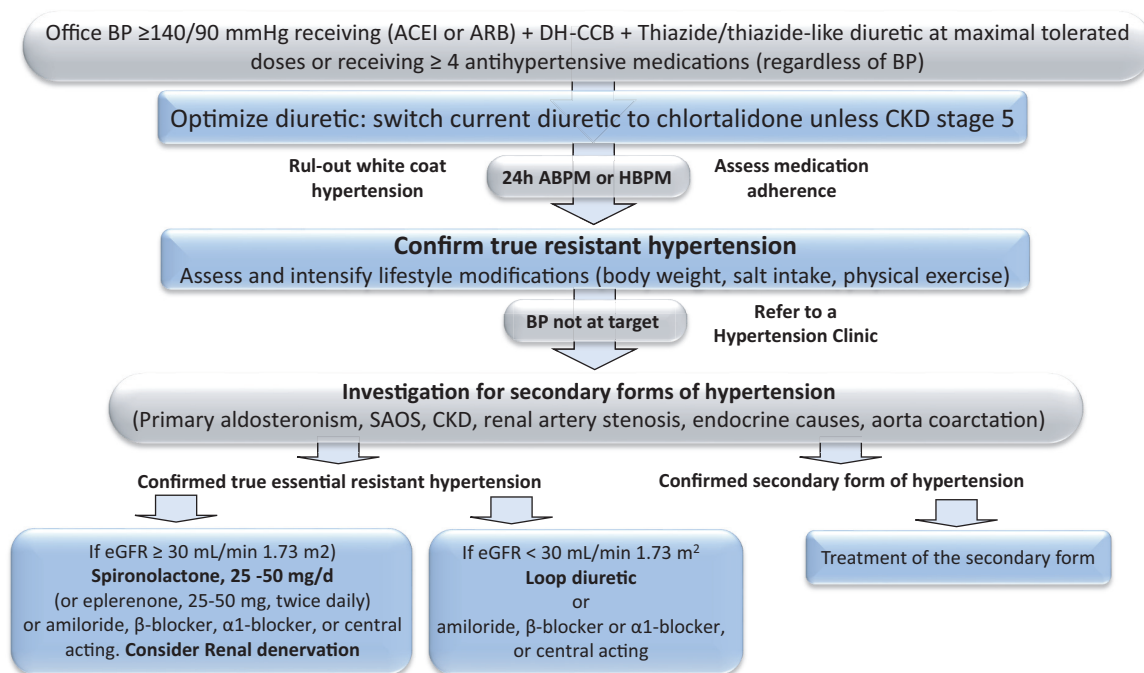 Office BP ≥140/90 mmHg receiving (ACEI or ARB) + DH-CCB + Thiazide/thiazide-like diuretic at maximal tolerated
doses or receiving ≥ 4 antihypertensive medications (regardless of BP)
Optimize diuretic: switch current diuretic to chlortalidone unless CKD stage 5
Rul-out white coat
hypertension
24h ABPM or HBPM
Assess medication
adherence
Confirm true resistant hypertension
Assess and intensify lifestyle modifications (body weight, salt intake, physical exercise)
BP not at target
Refer to a
Hypertension Clinic
Investigation for secondary forms of hypertension
(Primary aldosteronism, SAOS, CKD, renal artery stenosis, endocrine causes, aorta coarctation)
Confirmed true essential resistant hypertension
Confirmed secondary form of hypertension
If eGFR ≥ 30 mL/min 1.73 m2)
Spironolactone, 25 -50 mg/d
(or eplerenone, 25-50 mg, twice daily)
or amiloride, β-blocker, α1-blocker, or central
acting. Consider Renal denervation
If eGFR < 30 mL/min 1.73 m²
Loop diuretic
or
amiloride, β-blocker or α1-blocker,
or central acting
Treatment of the secondary form